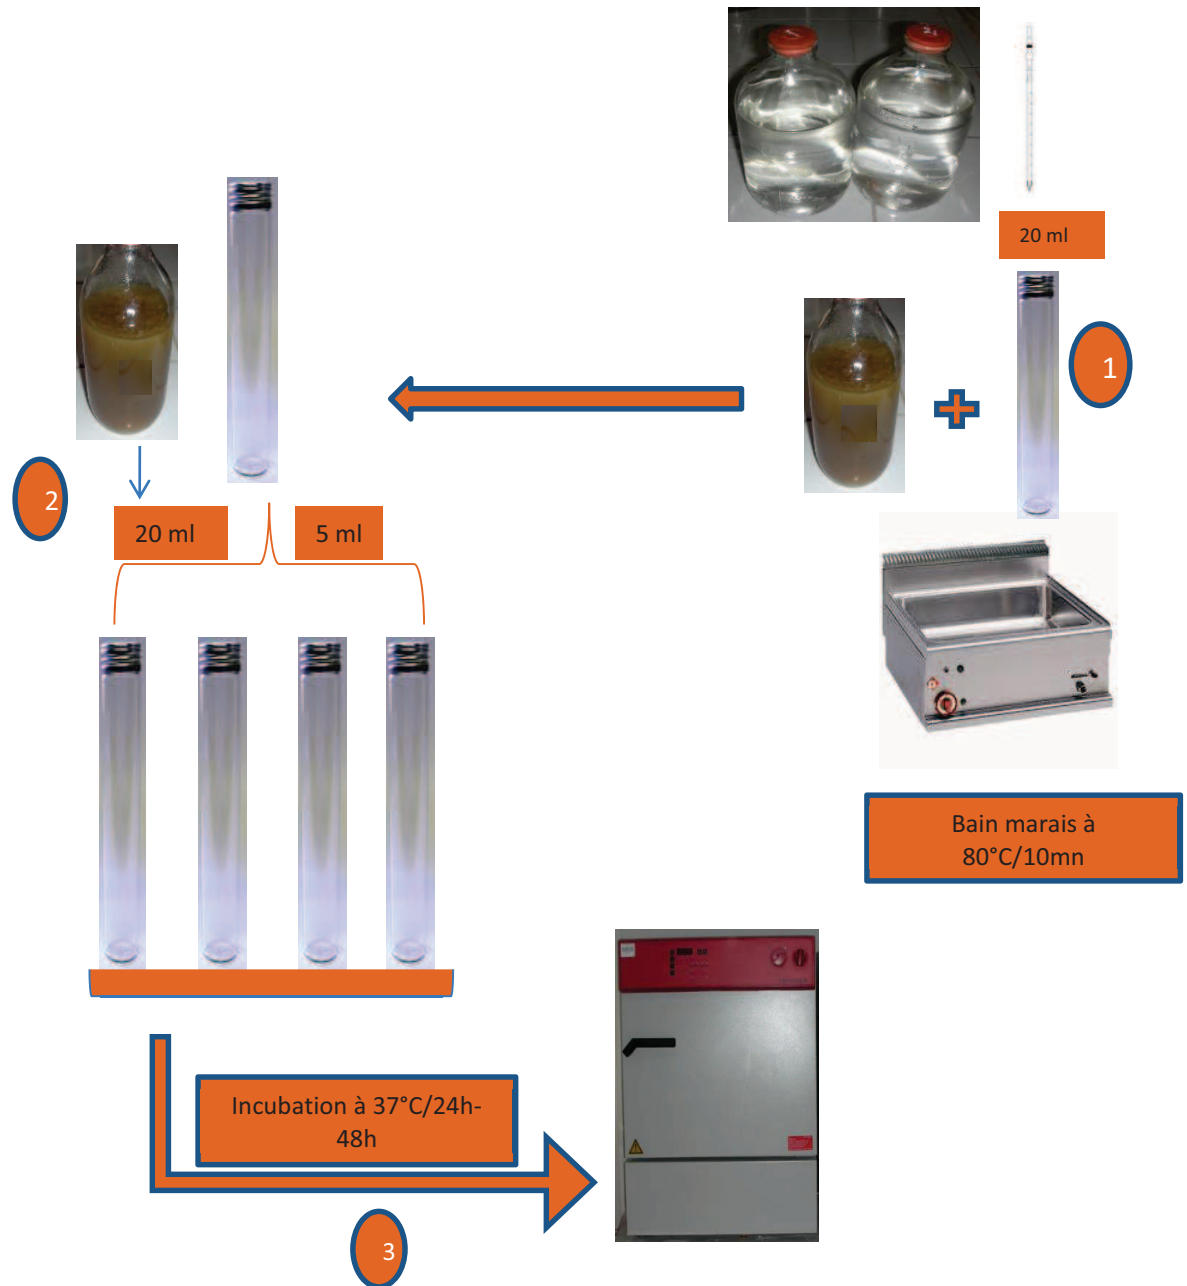 20 ml
1
2
20 ml
5 ml
Bain marais à
80°C/10mn
Incubation à 37°C/24h-
48h
3